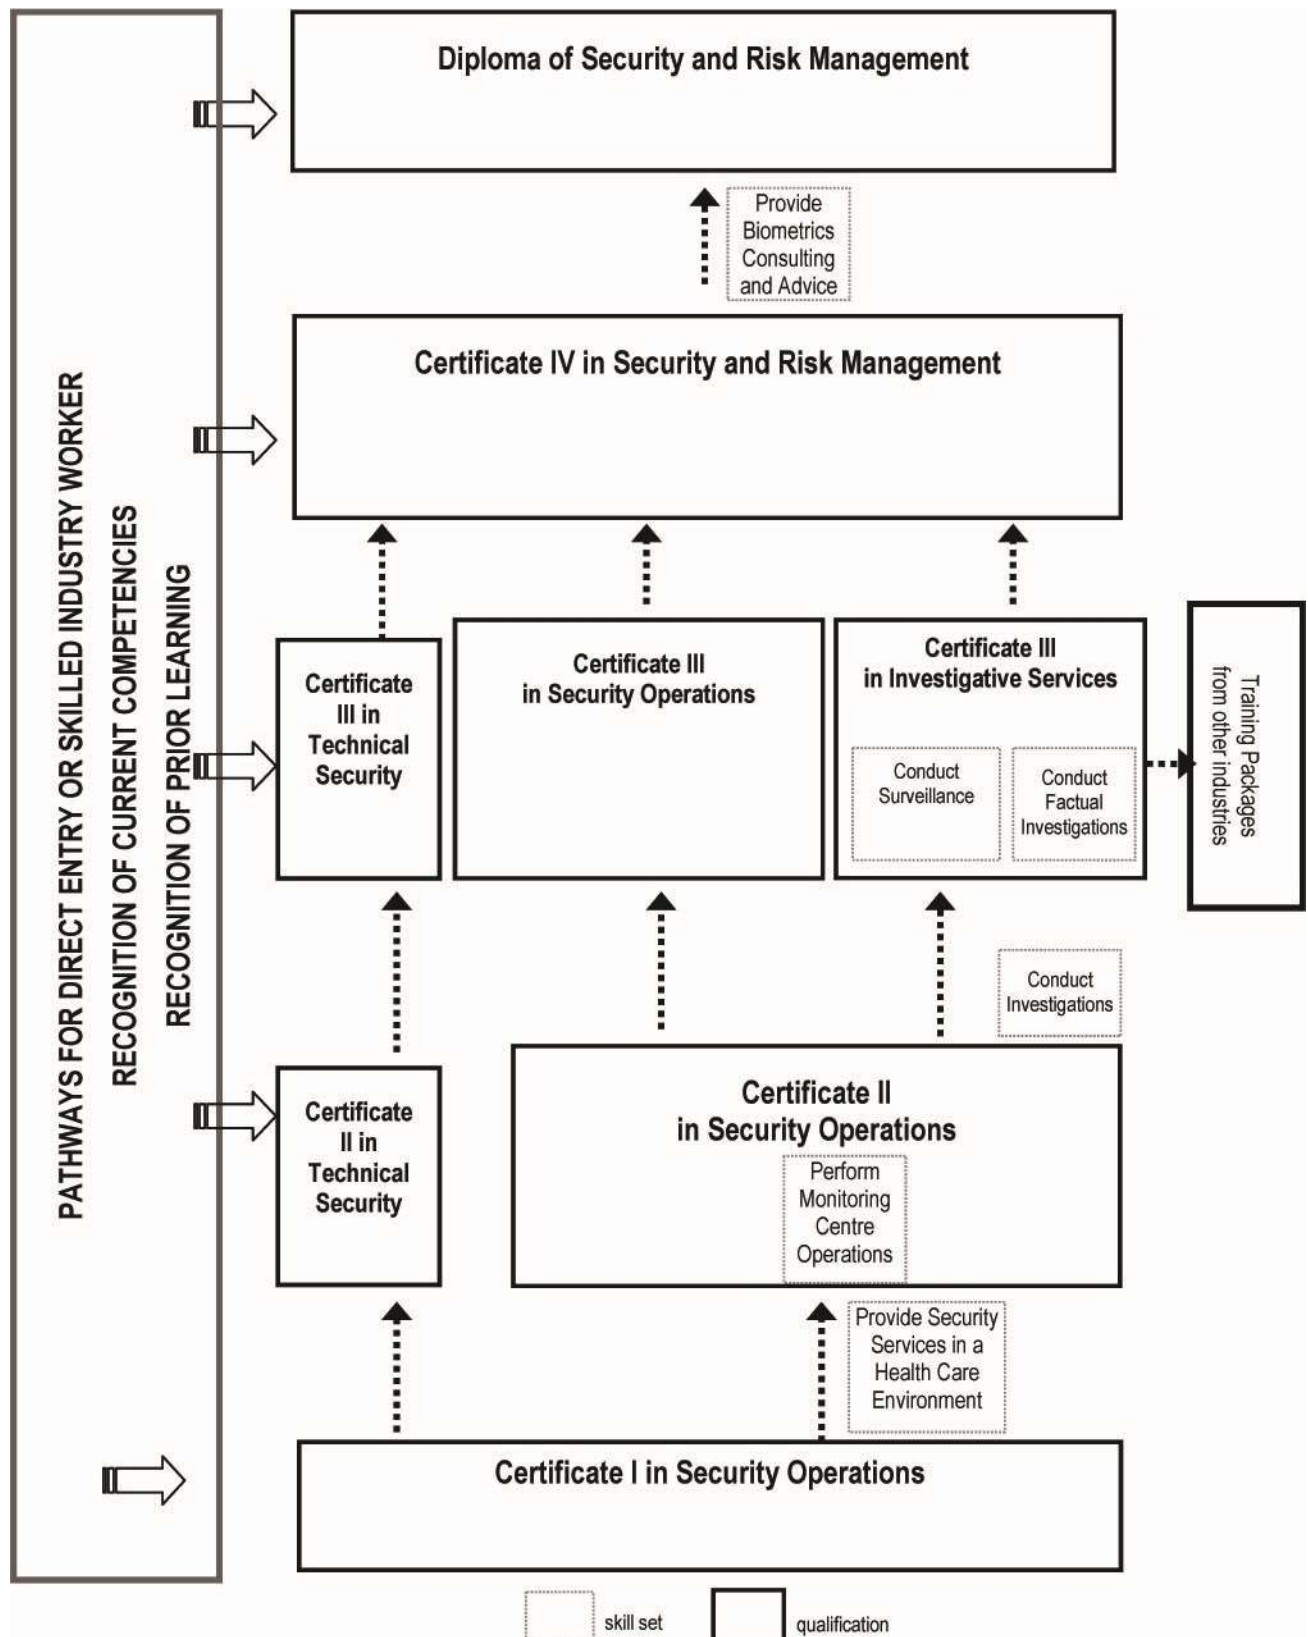 Diploma of Security and Risk Management
Provide
Biometrics
Consulting
and Advice
Certificate IV in Security and Risk Management
PATHWAYS FOR DIRECT ENTRY OR SKILLED INDUSTRY WORKER
RECOGNITION OF CURRENT COMPETENCIES
RECOGNITION OF PRIOR LEARNING
Certificate
III in
Technical
Security
Certificate III
in Security Operations
Certificate III
in Investigative Services
Conduct
Surveillance
Conduct
Factual
Investigations
Training Packages
from other industries
Conduct
Investigations
Certificate
II in
Technical
Security
Certificate II
in Security Operations
Perform
Monitoring
Centre
Operations
Provide Security
Services in a
Health Care
Environment
Certificate I in Security Operations
skill set
qualification